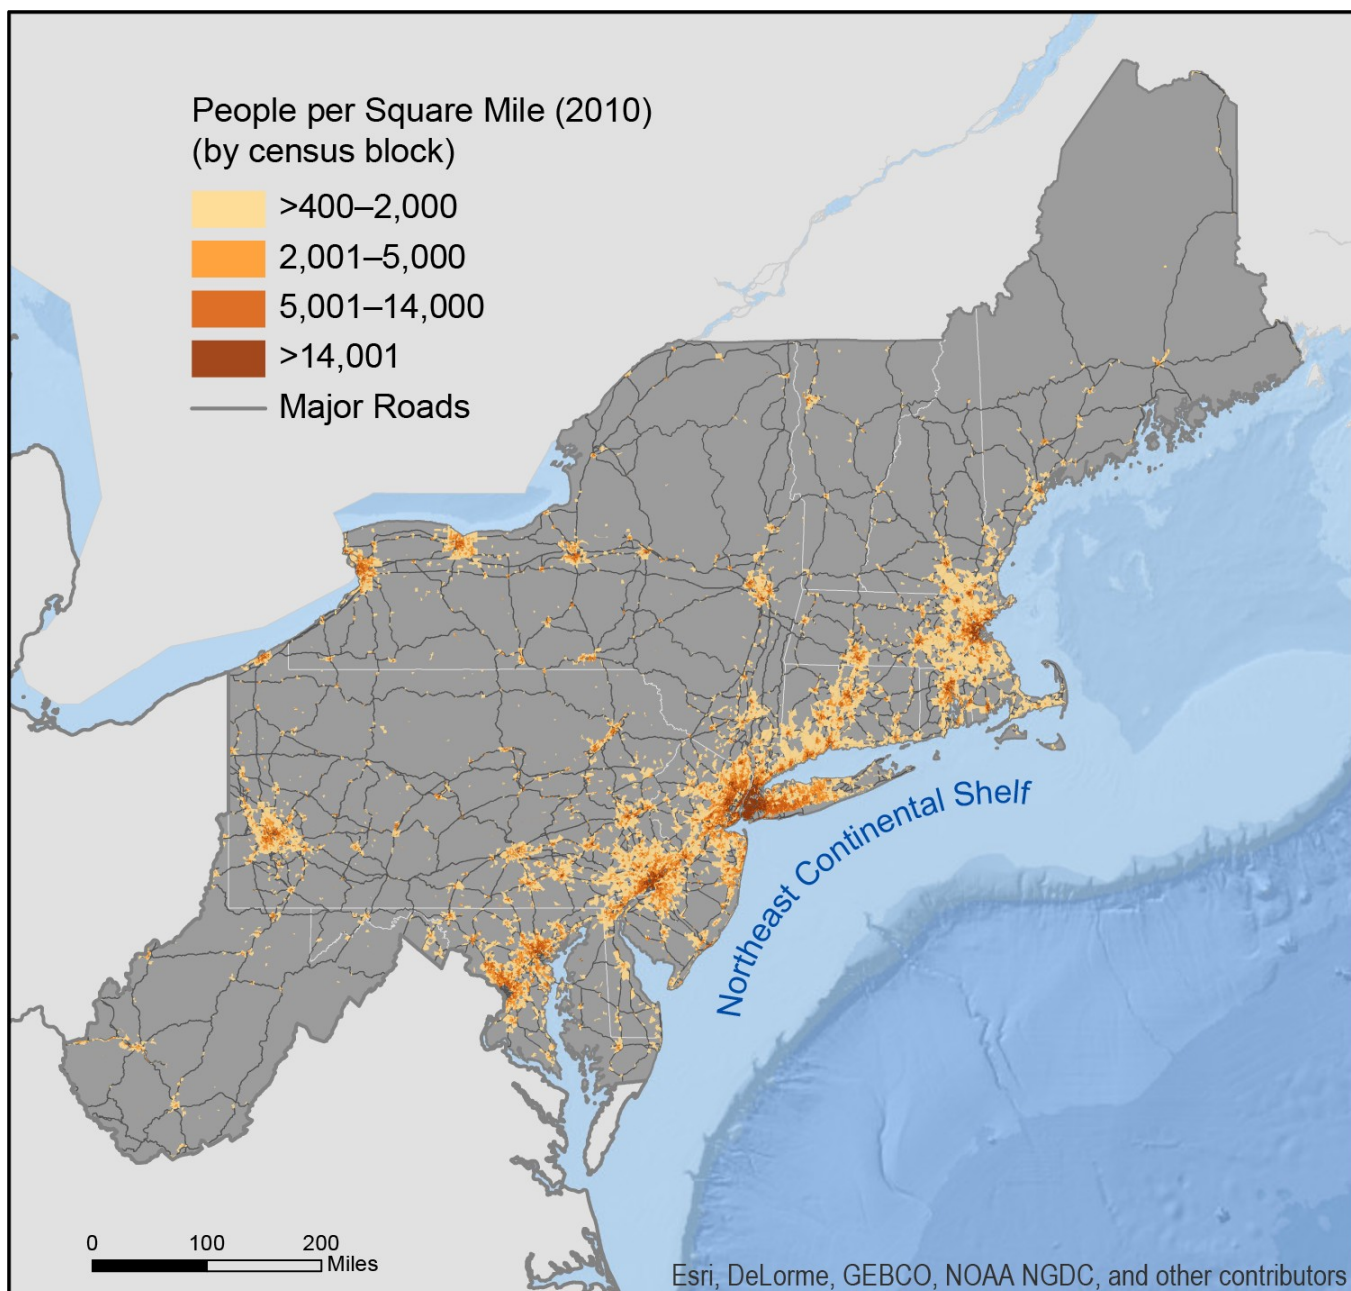 People per Square Mile (2010)
(by census block)
>400–2,000
2,001–5,000
5,001–14,000
>14,001
Major Roads
Northeast Continental Shelf
0 100 200
Miles
Esri, DeLorme, GEBCO, NOAA NGDC, and other contributors